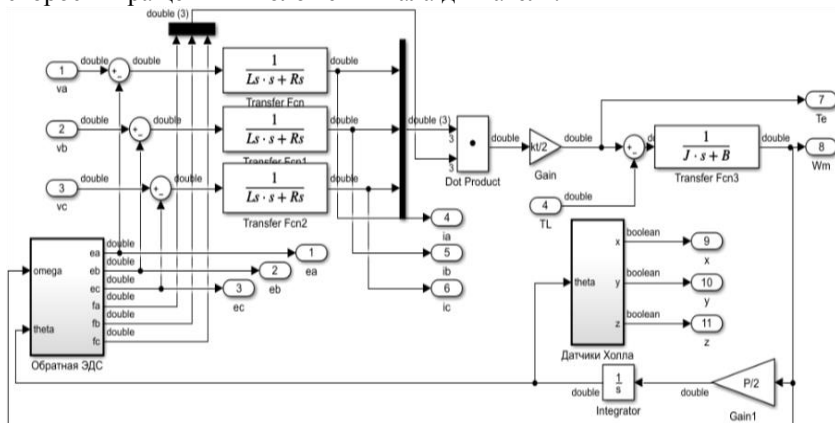 double (3)
double
double
double
double
1
va
1
Ls · s + Rs
Transfer Fcn
double
2
vb
double
1
Ls · s + Rs
Transfer Fcn1
double
double (3)
3
3
Dot Product
double
kt/2
Gain
double
1
J · s + B
Transfer Fcn3
double
7
Te
8
Wm
double
3
vc
double
1
Ls · s + Rs
Transfer Fcn2
double
4
TL
double
4
ia
5
ib
6
ic
omega
theta
ea
eb
ec
fa
fb
fc
Обратная ЭДС
double
double
double
double
double
double
1
ea
2
eb
3
ec
theta
x
y
z
Датчики Холла
boolean
boolean
boolean
9
x
10
y
11
z
double
1
s
Integrator
double
P/2
Gain1